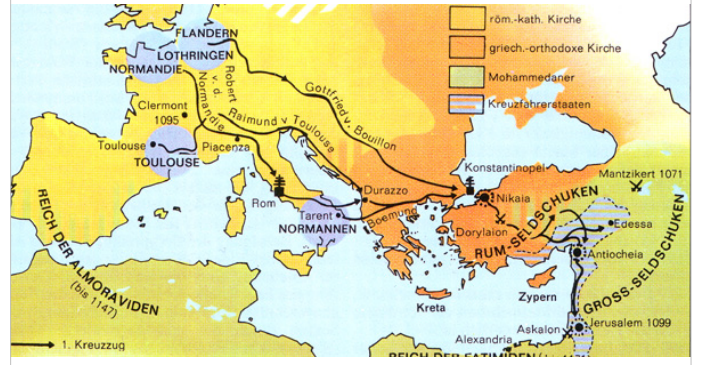 FLANDERN
LOTHRINGEN
NORMANDIE
Robert
v. d.
Normandie
Gottfried v. Bouillon
Raimund v Toulouse
Clermont
1095
Toulouse
TOULOUSE
Piacenza
röm.-kath. Kirche
griech.-orthodoxe Kirche
Mohammedaner
Kreuzfahrerstaaten
Konstantinopel
Mantzikert 1071
Nikaia
Durazzo
Rom
Tarent
NORMANNEN
Boemund
Dorylaion
RUM-SELDSCHUKEN
Edessa
Antiocheia
GROSS-SELDSCHUKEN
REICH DER ALMORAVIDEN
(bis 1147)
Kreta
Zypern
Askalon
Jerusalem 1099
Alexandria
1. Kreuzzug
REICH DER FATIMIDEN